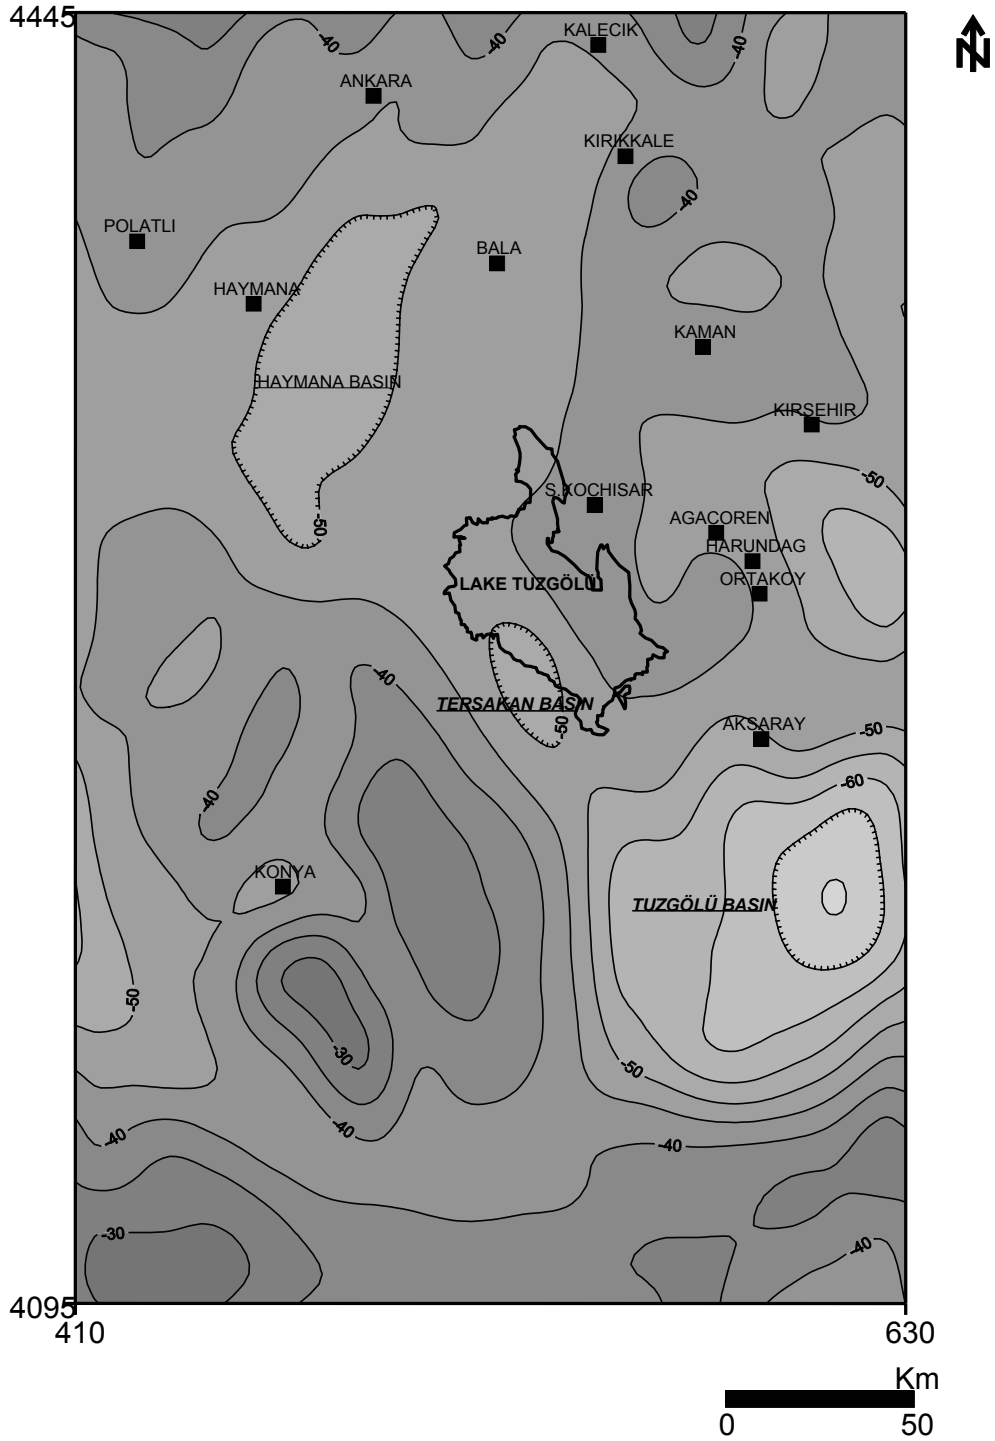 4445
KALECIK
-40
-40
-40
N
ANKARA
KIRIKKALE
-40
POLATLI
BALA
HAYMANA
KAMAN
HAYMANA BASIN
KIRSEHIR
-50
S.KOCHISAR
-50
AGACOREN
HARUNDAG
ORTAKOY
LAKE TUZGÖLÜ
-40
TERSAKAN BASIN
-50
AKSARAY
-50
-60
-40
KONYA
TUZGÖLÜ BASIN
-50
-30
-50
-40
-40
-40
-30
-40
4095
410
630
Km
0
50